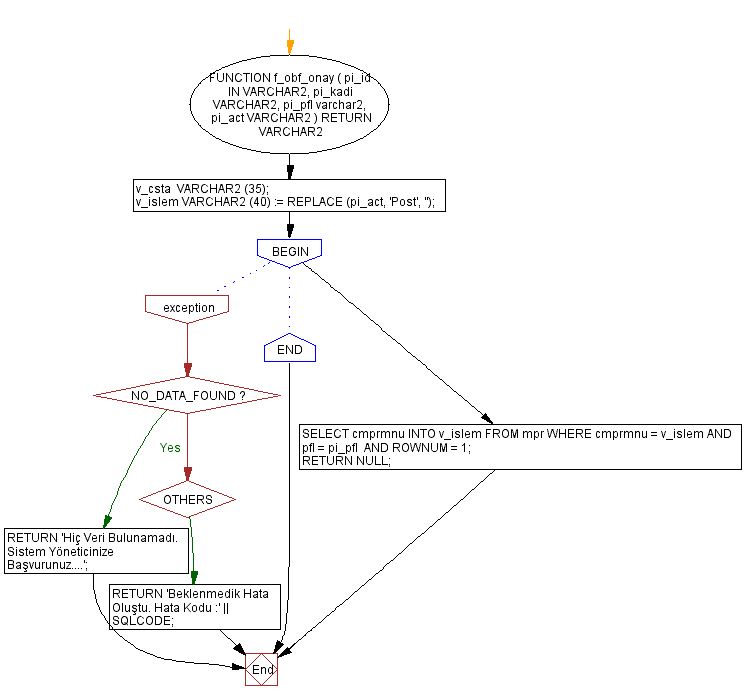 FUNCTION f_obf_onay ( pi_id
IN VARCHAR2, pi_kadi
VARCHAR2, pi_pfl varchar2,
pi_act VARCHAR2 ) RETURN
VARCHAR2
v_csta VARCHAR2 (35);
v_islem VARCHAR2 (40) := REPLACE (pi_act, 'Post', '');
BEGIN
exception
END
NO_DATA_FOUND ?
SELECT cmprmnu INTO v_islem FROM mpr WHERE cmprmnu = v_islem AND
pfl = pi_pfl AND ROWNUM = 1;
RETURN NULL;
Yes
OTHERS
RETURN 'Hiç Veri Bulunamadı.
Sistem Yöneticinize
Başvurunuz....';
RETURN 'Beklenmedik Hata
Oluştu. Hata Kodu :' ||
SQLCODE;
End